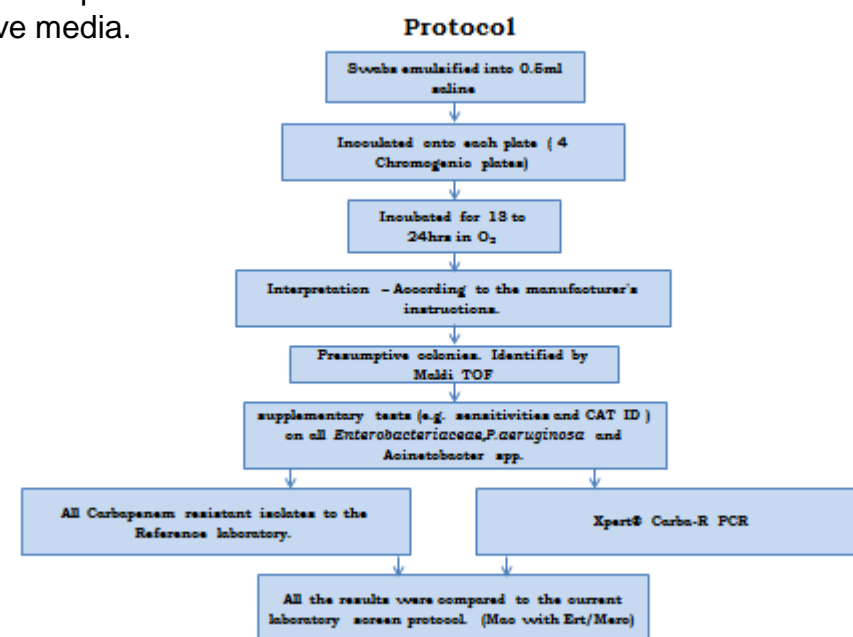 ve media.
Protocol
Swabs emulsified into 0.5ml
saline
Inoculated onto each plate ( 4
Chromogenic plates)
Incubated for 18 to
24hrs in O₂
Interpretation – According to the manufacturer's
instructions.
Presumptive colonies. Identified by
Maldi TOF
supplementary tests (e.g. sensitivities and CAT ID )
on all Enterobacteriaceae,P.aeruginosa and
Acinetobacter spp.
All Carbapenem resistant isolates to the
Reference laboratory.
Xpert® Carba-R PCR
All the results were compared to the current
laboratory screen protocol. (Mac with Ert/Mero)